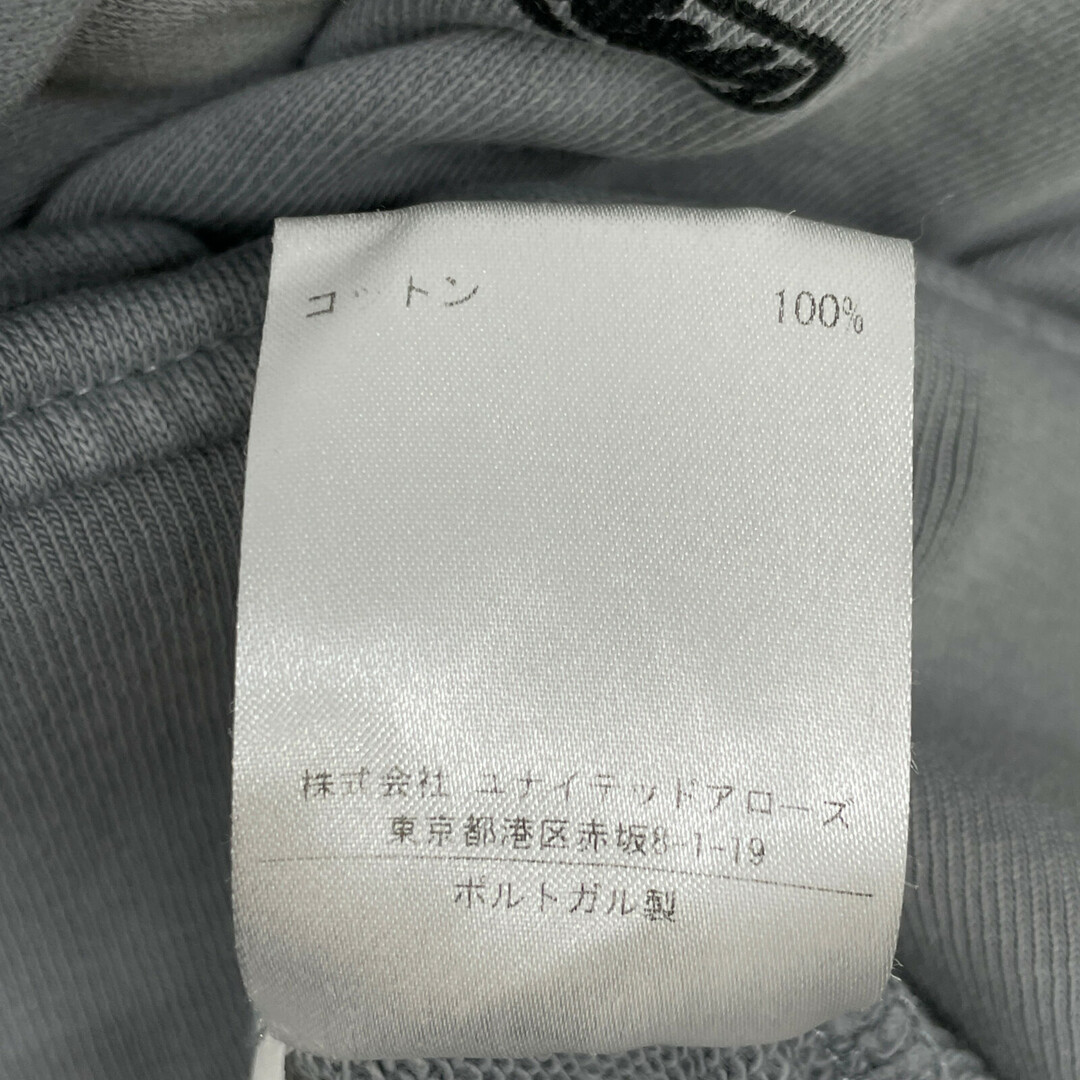 コットン 100%
株式会社 ユナイテッドアローズ
東京都港区赤坂8-1-19
ポルトガル製